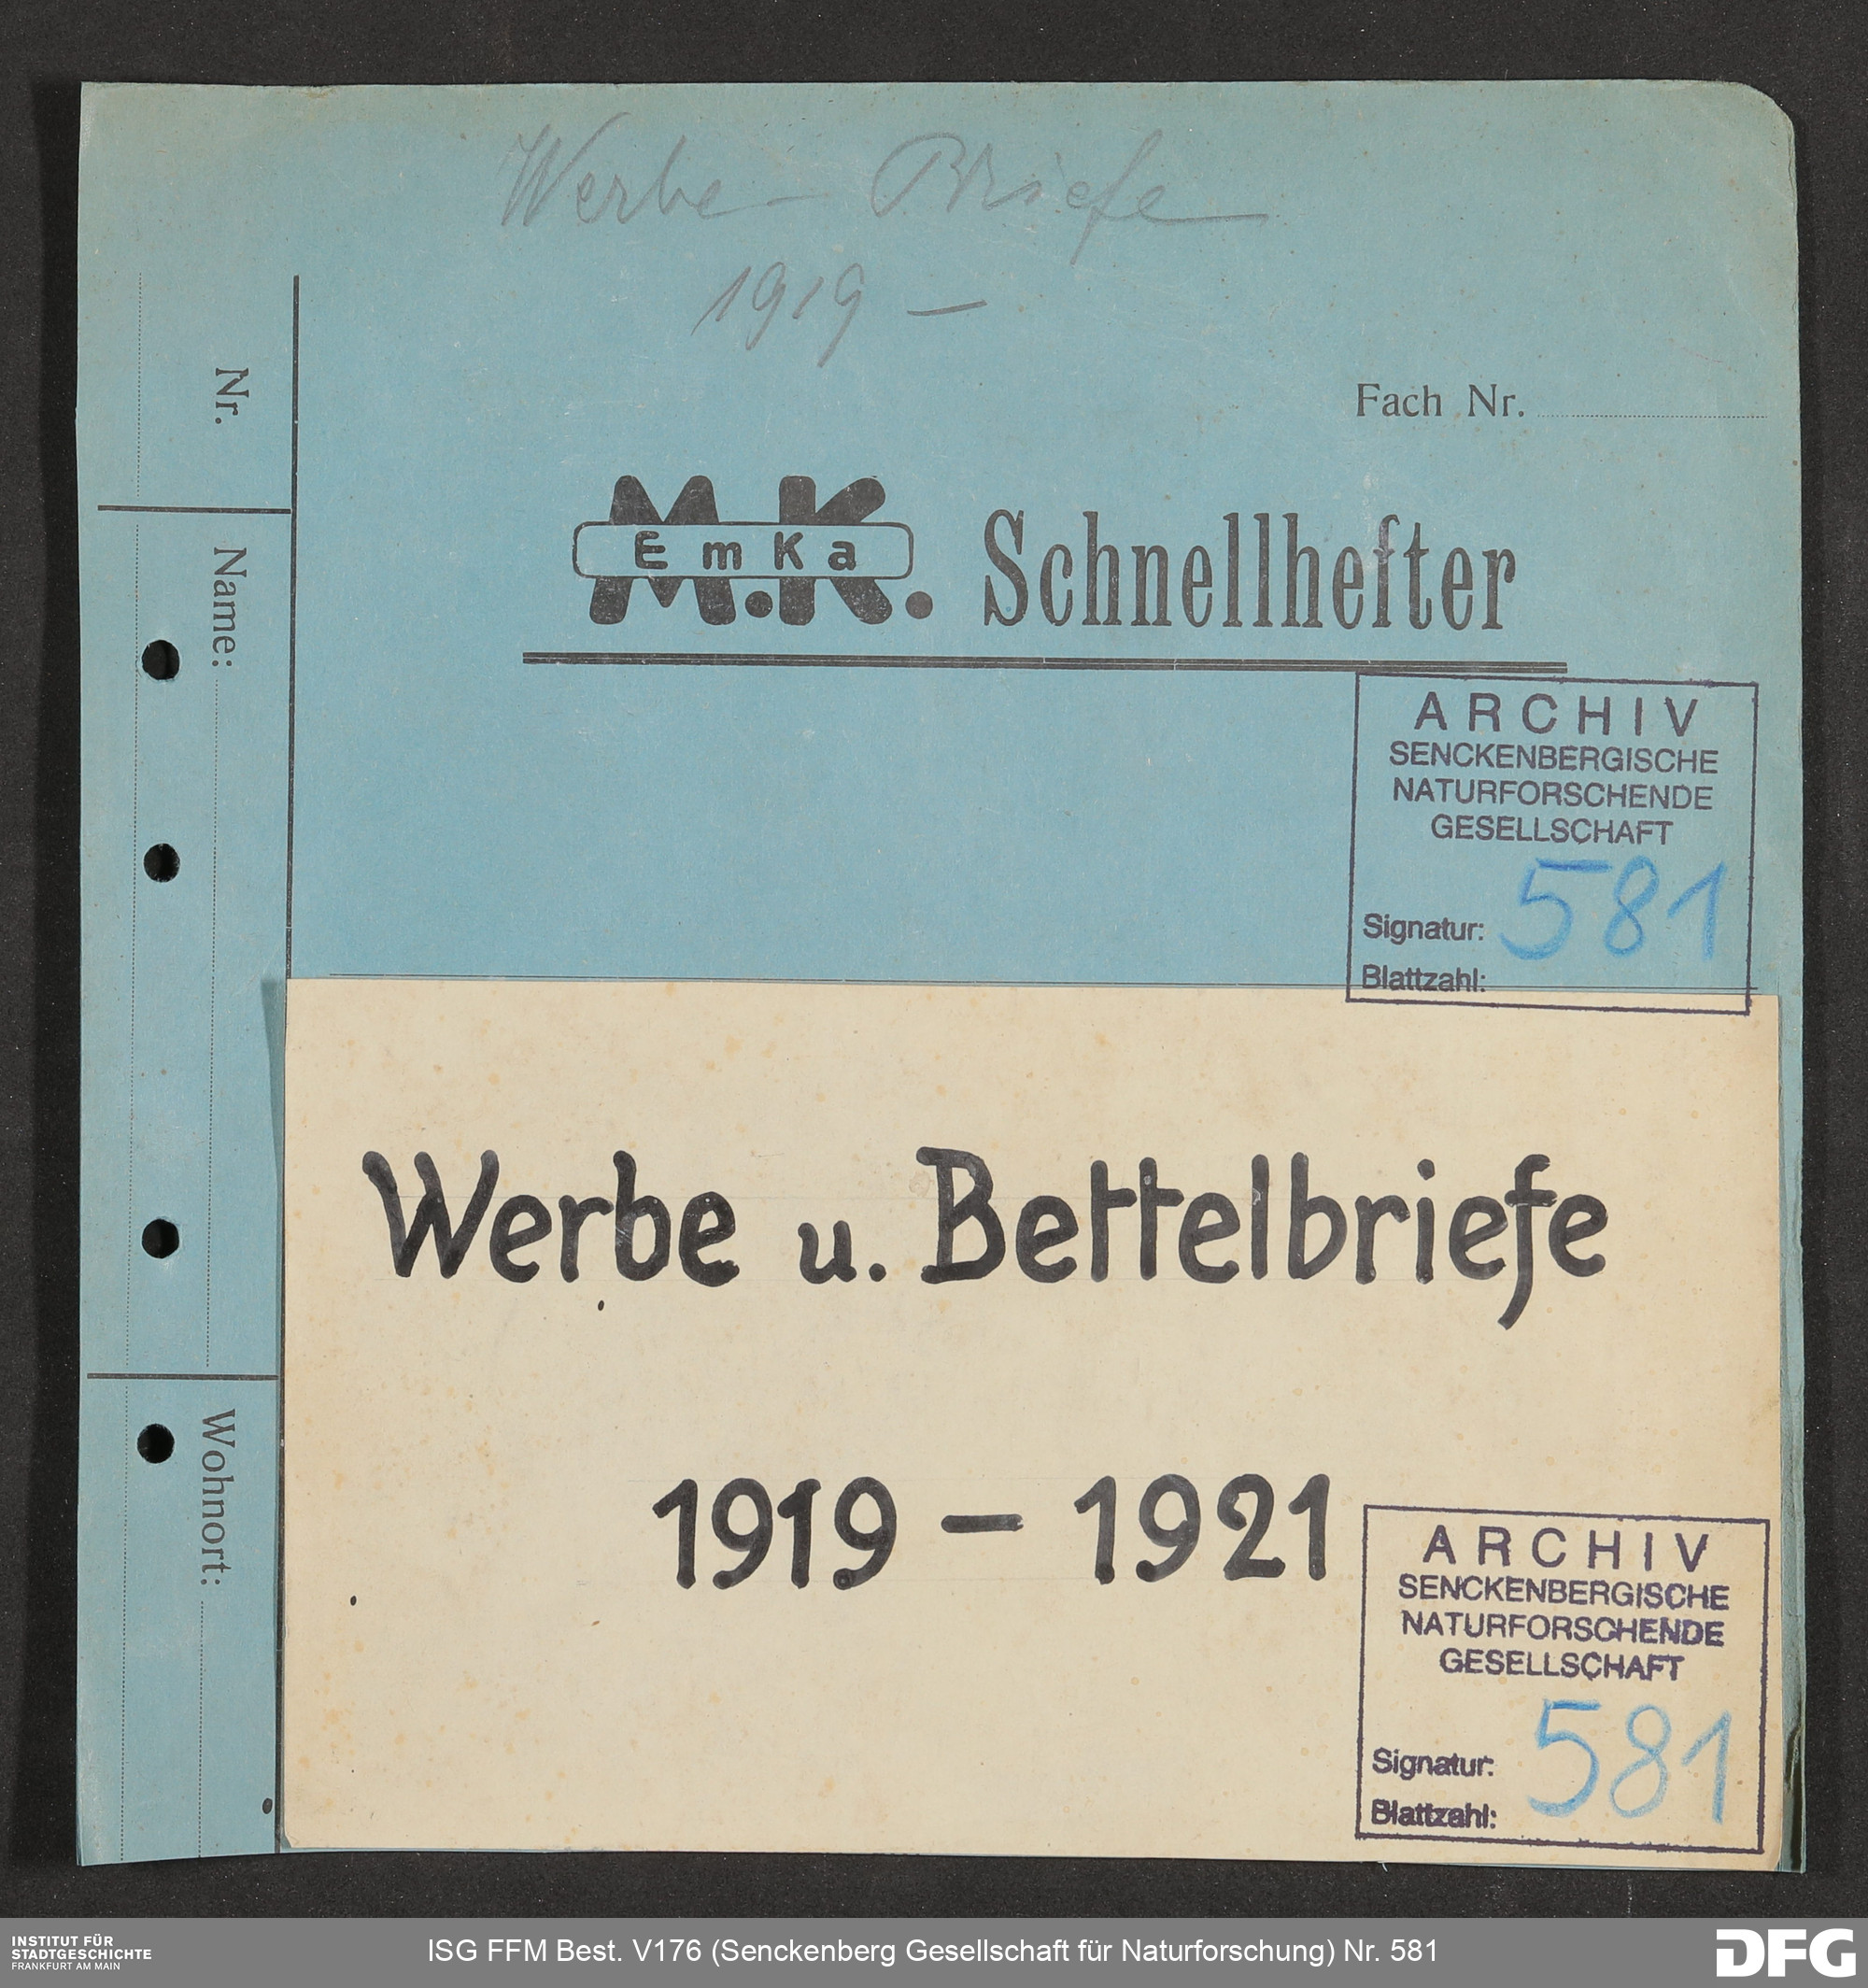 Werbe - Briefe
1919 -
Fach Nr.
M.K.
EmKa
Schnellhefter
Nr.
Name:
Wohnort:
ARCHIV
SENCKENBERGISCHE
NATURFORSCHENDE
GESELLSCHAFT
Signatur: 581
Blattzahl:
Werbe u. Bettelbriefe
1919 - 1921
ARCHIV
SENCKENBERGISCHE
NATURFORSCHENDE
GESELLSCHAFT
Signatur: 581
Blattzahl:
INSTITUT FÜR
STADTGESCHICHTE
FRANKFURT AM MAIN
ISG FFM Best. V176 (Senckenberg Gesellschaft für Naturforschung) Nr. 581
DFG